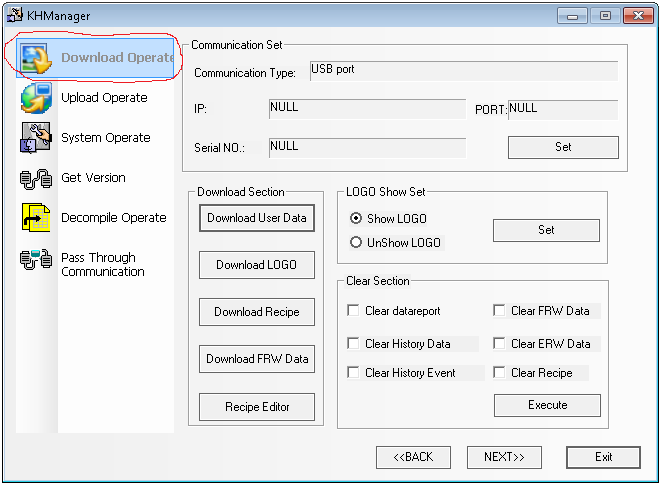 KHManager
Download Operate
Upload Operate
System Operate
Get Version
Decompile Operate
Pass Through
Communication
Communication Set
Communication Type: USB port
IP: NULL PORT: NULL
Serial NO.: NULL Set
Download Section
Download User Data
Download LOGO
Download Recipe
Download FRW Data
Recipe Editor
LOGO Show Set
Show LOGO
UnShow LOGO
Set
Clear Section
Clear datareport Clear FRW Data
Clear History Data Clear ERW Data
Clear History Event Clear Recipe
Execute
<<BACK NEXT>> Exit